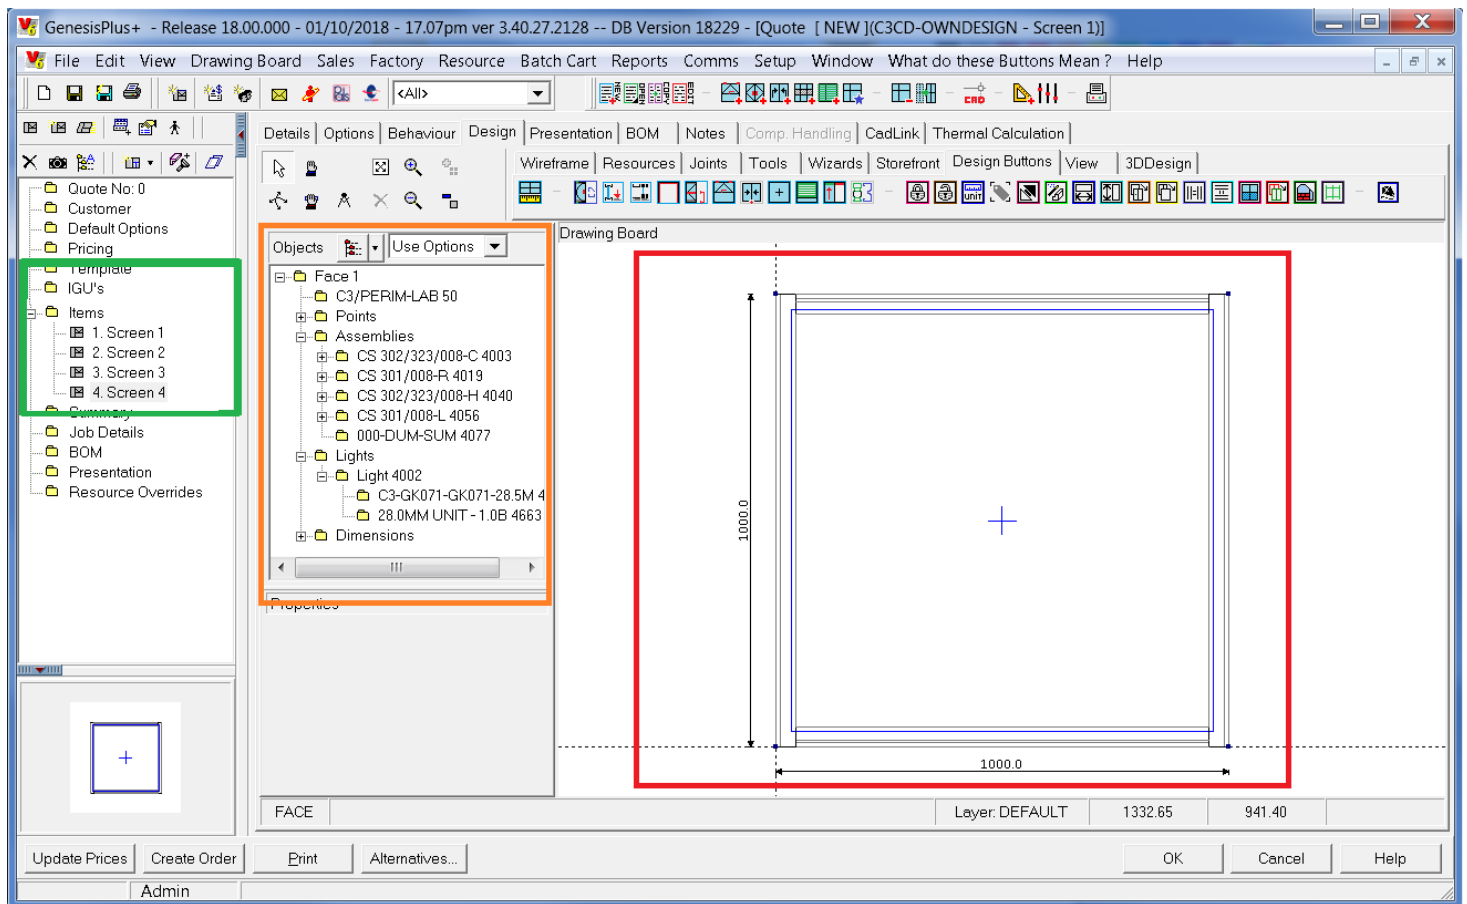 GenesisPlus+ - Release 18.00.000 - 01/10/2018 - 17.07pm ver 3.40.27.2128 -- DB Version 18229 - [Quote [ NEW ](C3CD-OWNDESIGN - Screen 1)]
File Edit View Drawing Board Sales Factory Resource Batch Cart Reports Comms Setup Window What do these Buttons Mean ? Help
<All>
CAD
Details Options Behaviour Design Presentation BOM Notes Comp. Handling CadLink Thermal Calculation
Wireframe Resources Joints Tools Wizards Storefront Design Buttons View 3DDesign
unit
Quote No: 0
Customer
Default Options
Pricing
Template
IGU's
Items
1. Screen 1
2. Screen 2
3. Screen 3
4. Screen 4
Summary
Job Details
BOM
Presentation
Resource Overrides
Objects Use Options
Face 1
C3/PERIM-LAB 50
Points
Assemblies
CS 302/323/008-C 4003
CS 301/008-R 4019
CS 302/323/008-H 4040
CS 301/008-L 4056
000-DUM-SUM 4077
Lights
Light 4002
C3-GK071-GK071-28.5M 4
28.0MM UNIT - 1.0B 4663
Dimensions
Properties
Drawing Board
1000.0
1000.0
FACE Layer: DEFAULT 1332.65 941.40
Update Prices Create Order Print Alternatives... OK Cancel Help
Admin